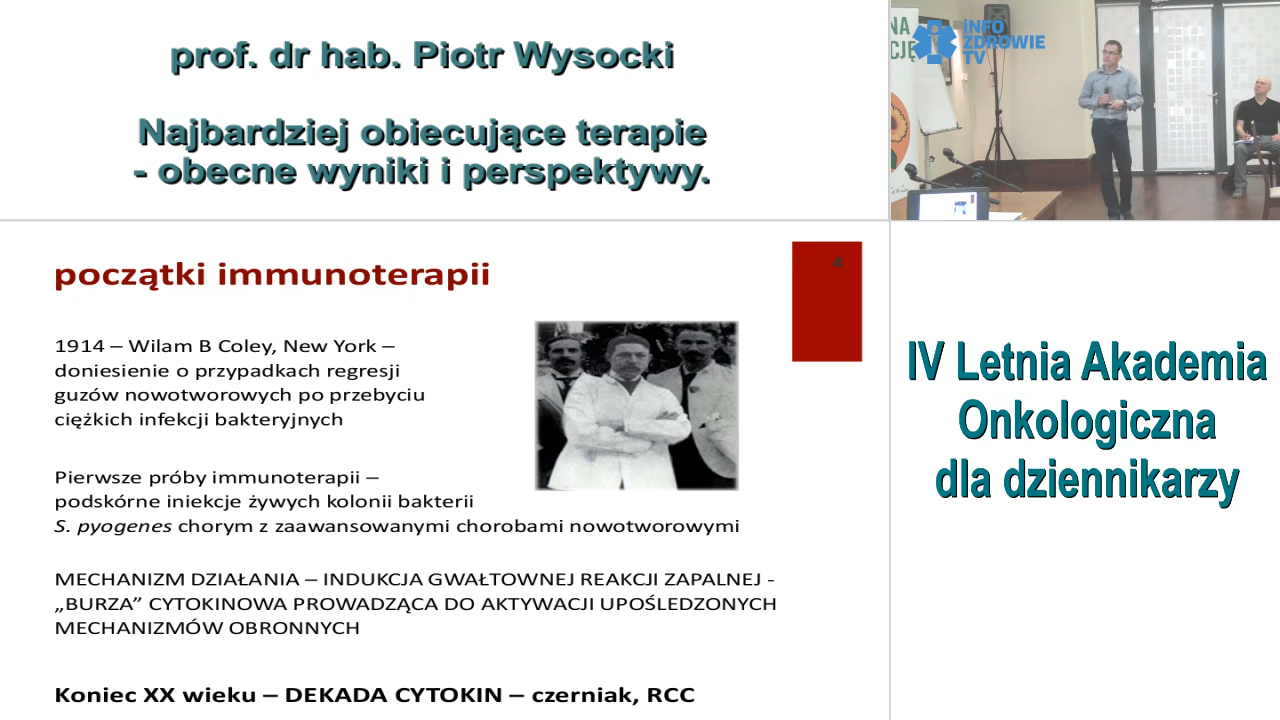 prof. dr hab. Piotr Wysocki
Najbardziej obiecujące terapie
- obecne wyniki i perspektywy.
NA
CJĘ
iNFO
ZDROWIE
TV
początki immunoterapii
4
1914 – Wilam B Coley, New York –
doniesienie o przypadkach regresji
guzów nowotworowych po przebyciu
ciężkich infekcji bakteryjnych
Pierwsze próby immunoterapii –
podskórne iniekcje żywych kolonii bakterii
S. pyogenes chorym z zaawansowanymi chorobami nowotworowymi
MECHANIZM DZIAŁANIA – INDUKCJA GWAŁTOWNEJ REAKCJI ZAPALNEJ -
„BURZA” CYTOKINOWA PROWADZĄCA DO AKTYWACJI UPOŚLEDZONYCH
MECHANIZMÓW OBRONNYCH
Koniec XX wieku – DEKADA CYTOKIN – czerniak, RCC
IV Letnia Akademia
Onkologiczna
dla dziennikarzy